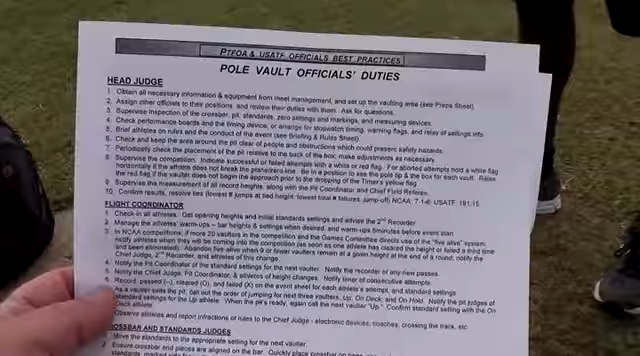 PTFOA & USATF OFFICIALS BEST PRACTICES
POLE VAULT OFFICIALS' DUTIES
HEAD JUDGE
1. Obtain all necessary information & equipment from meet management, and set up the vaulting area (see Preps Sheet).
2. Assign other officials to their positions, and review their duties with them. Ask for questions.
3. Supervise inspection of the crossbar, pit, standards, zero settings and markings, and measuring devices.
4. Check performance boards and the timing device, or arrange for stopwatch timing, warning flags, and relay of settings info.
5. Brief athletes on rules and the conduct of the event (see Briefing & Rules Sheet).
6. Check and keep the area around the pit clear of people and obstructions which could present safety hazards.
7. Periodically check the placement of the pit relative to the back of the box; make adjustments as necessary.
8. Supervise the competition. Indicate successful of failed attempts with a white or red flag. For aborted attempts hold a white flag
horizontally if the athlete does not break the plane/zero line. Be in a position to see the pole tip & the box for each vault. Raise
the red flag if the vaulter does not begin the approach prior to the dropping of the Timer's yellow flag.
9. Supervise the measurement of all record heights, along with the Pit Coordinator and Chief Field Referee.
10. Confirm results, resolve ties (lowest # jumps at tied height; lowest total # failures; jump-off) NCAA: 7-1-6; USATF: 181.15.
FLIGHT COORDINATOR
1. Check-in all athletes. Get opening heights and initial standards settings and advise the 2nd Recorder
2. Manage the athletes' warm-ups – bar heights & settings when desired, and warm-ups 5minutes before event start.
3. In NCAA competitions, if more 20 vaulters in the competition and the Games Committee directs use of the "five alive" system,
notify athletes when they will be coming into the competition (as soon as one athlete has cleared the height or failed a third time
and been eliminated). Abandon five alive when 9 or fewer vaulters remain at a given height at the end of a round, notify the
Chief Judge, 2nd Recorder, and athletes of this change.
4. Notify the Pit Coordinator of the standard settings for the next vaulter. Notify the recorder of any new passes.
5. Notify the Chief Judge, Pit Coordinator, & athletes of height changes. Notify timer of consecutive attempts.
6. Record passed (–), cleared (O), and failed (X) on the event sheet for each athlete's attempt, and standard settings
As a vaulter exits the pit, call out the order of jumping for next three vaulters, Up; On Deck; and On Hold. Notify the pit judges of
standard settings for the Up athlete. When the pit's ready, again call the next vaulter "Up." Confirm standard setting with the On
Deck athlete
Observe athletes and report infractions of rules to the Chief Judge - electronic devices, coaches, crossing the track, etc
CROSSBAR AND STANDARDS JUDGES
Move the standards to the appropriate setting for the next vaulter.
2. Ensure crossbar end places are aligned on the bar. Quickly place crossbar on